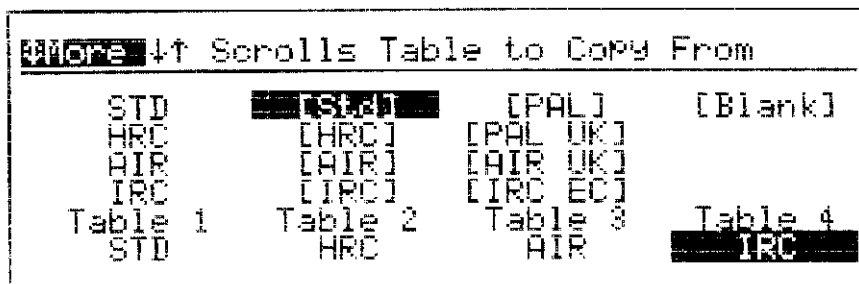 More ↓↑ Scrolls Table to Copy From
STD [Std] [PAL] [Blank]
HRC [HRC] [PAL UK]
AIR [AIR] [AIR UK]
IRC [IRC] [IRC EC]
Table 1 Table 2 Table 3 Table 4
STD HRC AIR IRC